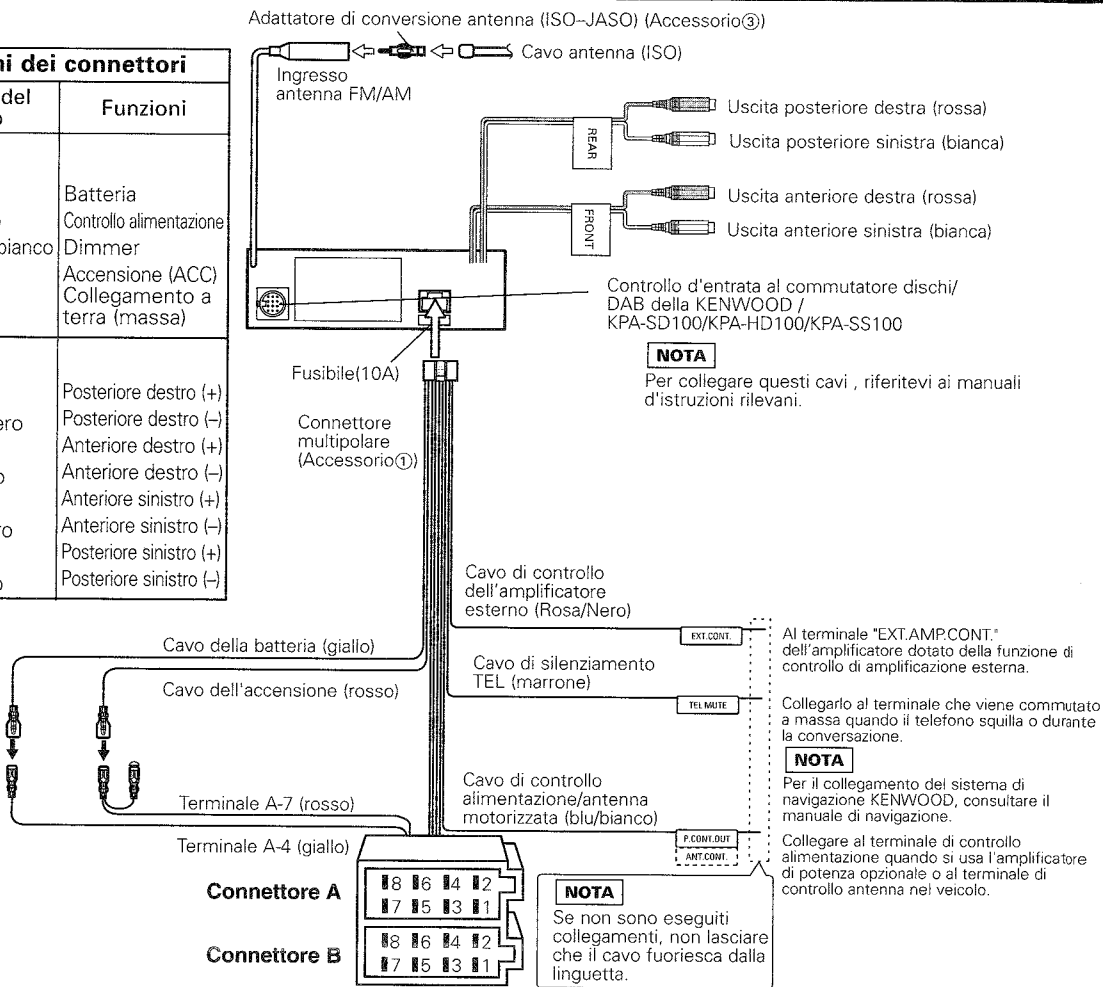 Adattatore di conversione antenna (ISO–JASO) (Accessorio③)
Cavo antenna (ISO)
Ingresso
antenna FM/AM
ni dei connettori
del
Funzioni
Batteria
Controllo alimentazione
bianco Dimmer
Accensione (ACC)
Collegamento a
terra (massa)
Posteriore destro (+)
ero Posteriore destro (–)
Anteriore destro (+)
o Anteriore destro (–)
Anteriore sinistro (+)
ro Anteriore sinistro (–)
Posteriore sinistro (+)
o Posteriore sinistro (–)
REAR
Uscita posteriore destra (rossa)
Uscita posteriore sinistra (bianca)
FRONT
Uscita anteriore destra (rossa)
Uscita anteriore sinistra (bianca)
Controllo d'entrata al commutatore dischi/
DAB della KENWOOD /
KPA-SD100/KPA-HD100/KPA-SS100
NOTA
Per collegare questi cavi , riferitevi ai manuali
d'istruzioni rilevani.
Fusibile(10A)
Connettore
multipolare
(Accessorio①)
Cavo di controllo
dell'amplificatore
esterno (Rosa/Nero)
EXT.CONT.
Al terminale "EXT.AMP.CONT."
dell'amplificatore dotato della funzione di
controllo di amplificazione esterna.
Cavo della batteria (giallo)
Cavo dell'accensione (rosso)
Cavo di silenziamento
TEL (marrone)
TEL MUTE
Collegarlo al terminale che viene commutato
a massa quando il telefono squilla o durante
la conversazione.
NOTA
Per il collegamento del sistema di
navigazione KENWOOD, consultare il
manuale di navigazione.
Cavo di controllo
alimentazione/antenna
motorizzata (blu/bianco)
P.CONT.OUT
ANT.CONT.
Collegare al terminale di controllo
alimentazione quando si usa l'amplificatore
di potenza opzionale o al terminale di
controllo antenna nel veicolo.
Terminale A-7 (rosso)
Terminale A-4 (giallo)
Connettore A
8 6 4 2
7 5 3 1
Connettore B
8 6 4 2
7 5 3 1
NOTA
Se non sono eseguiti
collegamenti, non lasciare
che il cavo fuoriesca dalla
linguetta.